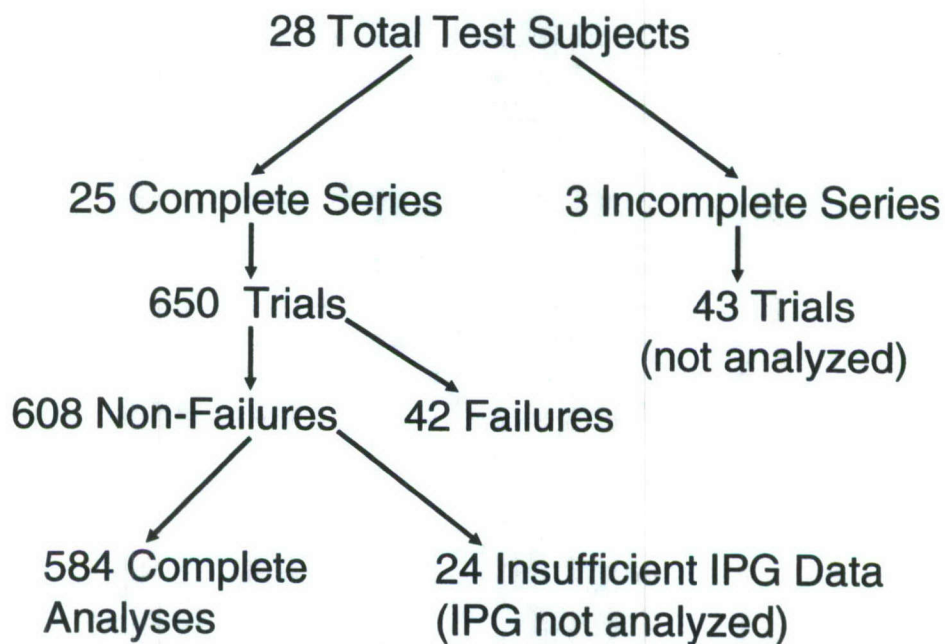 28 Total Test Subjects
25 Complete Series
3 Incomplete Series
650 Trials
43 Trials
(not analyzed)
608 Non-Failures
42 Failures
584 Complete
Analyses
24 Insufficient IPG Data
(IPG not analyzed)